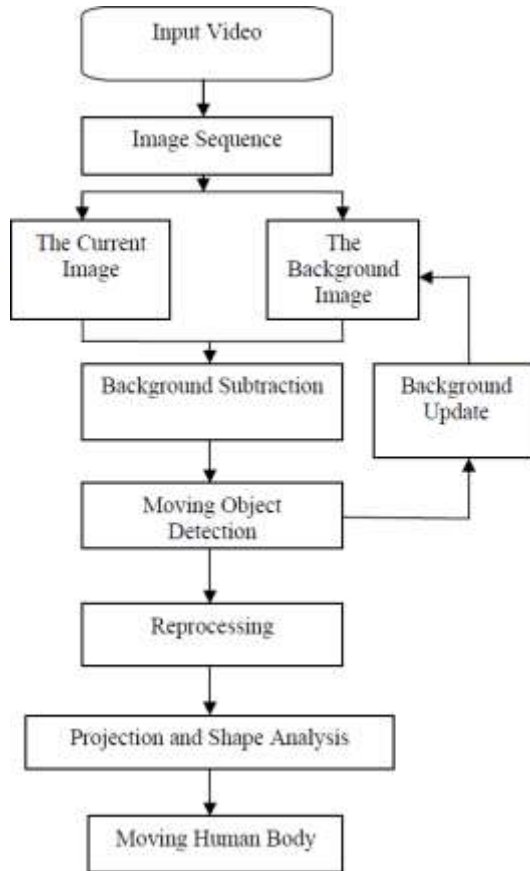 Input Video
Image Sequence
The Current
Image
The
Background
Image
Background Subtraction
Background
Update
Moving Object
Detection
Reprocessing
Projection and Shape Analysis
Moving Human Body